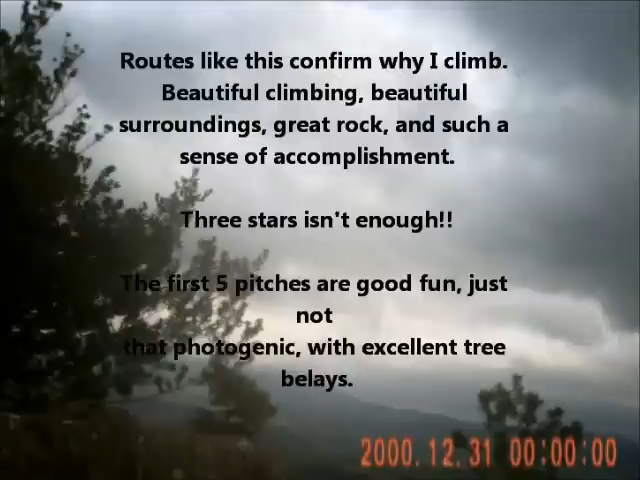 Routes like this confirm why I climb.
Beautiful climbing, beautiful
surroundings, great rock, and such a
sense of accomplishment.
Three stars isn't enough!!
The first 5 pitches are good fun, just
not
that photogenic, with excellent tree
belays.
2000.12.31 00:00:00